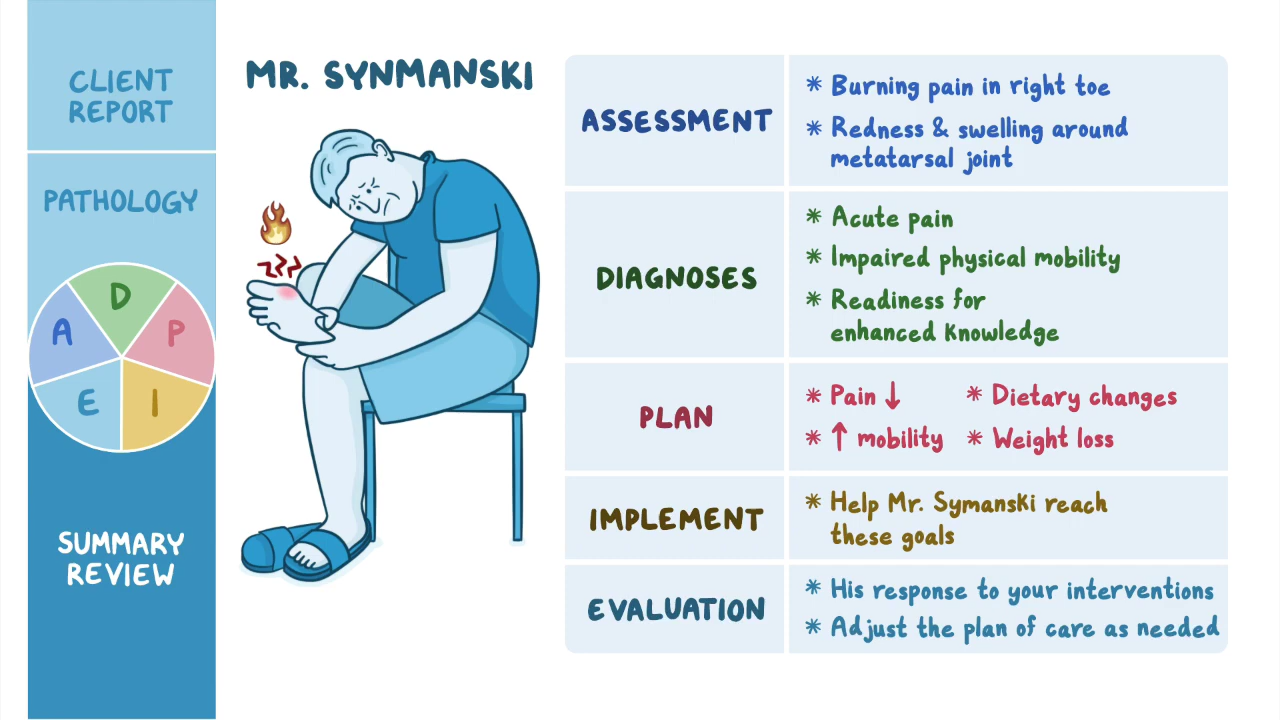 CLIENT
REPORT
PATHOLOGY
A
D
P
E
I
SUMMARY
REVIEW
MR. SYNMANSKI
ASSESSMENT
* Burning pain in right toe
* Redness & swelling around
metatarsal joint
DIAGNOSES
* Acute pain
* Impaired physical mobility
* Readiness for
enhanced Knowledge
PLAN
* Pain ↓ * Dietary changes
* ↑ mobility * Weight loss
IMPLEMENT
* Help Mr. Symanski reach
these goals
EVALUATION
* His response to your interventions
* Adjust the plan of care as needed